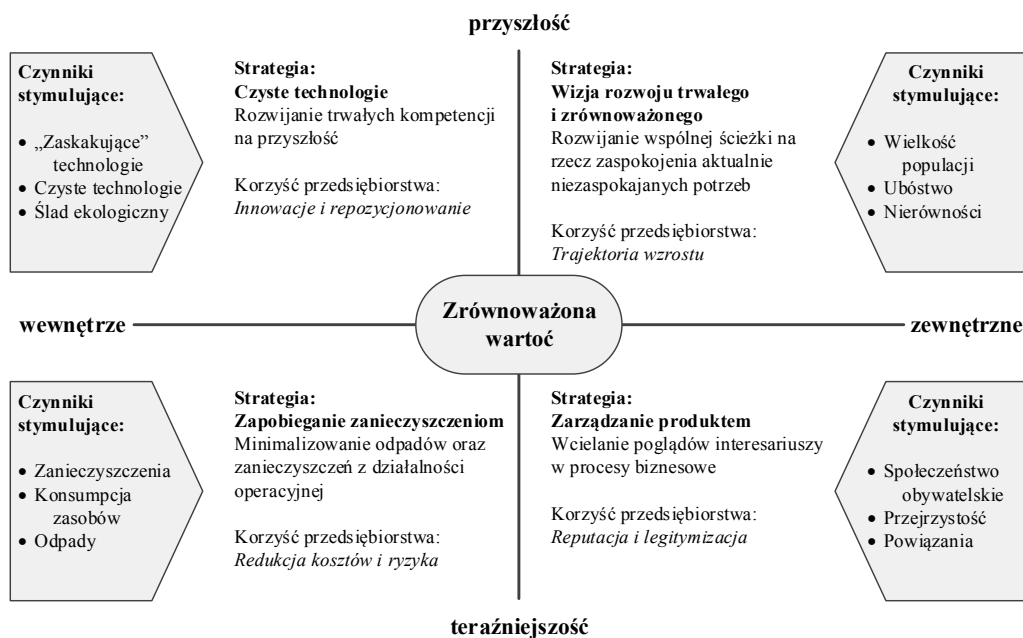 przyszłość
Czynniki
stymulujące:
• „Zaskakujące”
technologie
• Czyste technologie
• Ślad ekologiczny
Strategia:
Czyste technologie
Rozwijanie trwałych kompetencji
na przyszłość
Korzyść przedsiębiorstwa:
Innowacje i repozycjonowanie
Strategia:
Wizja rozwoju trwałego
i zrównoważonego
Rozwijanie wspólnej ścieżki na
rzecz zaspokojenia aktualnie
niezaspokajanych potrzeb
Korzyść przedsiębiorstwa:
Trajektoria wzrostu
Czynniki
stymulujące:
• Wielkość
populacji
• Ubóstwo
• Nierówności
wewnętrze
Zrównoważona
wartoć
zewnętrzne
Czynniki
stymulujące:
• Zanieczyszczenia
• Konsumpcja
zasobów
• Odpady
Strategia:
Zapobieganie zanieczyszczeniom
Minimalizowanie odpadów oraz
zanieczyszczeń z działalności
operacyjnej
Korzyść przedsiębiorstwa:
Redukcja kosztów i ryzyka
Strategia:
Zarządzanie produktem
Wcielanie poglądów interesariuszy
w procesy biznesowe
Korzyść przedsiębiorstwa:
Reputacja i legitymizacja
Czynniki
stymulujące:
• Społeczeństwo
obywatelskie
• Przejrzystość
• Powiązania
teraźniejszość